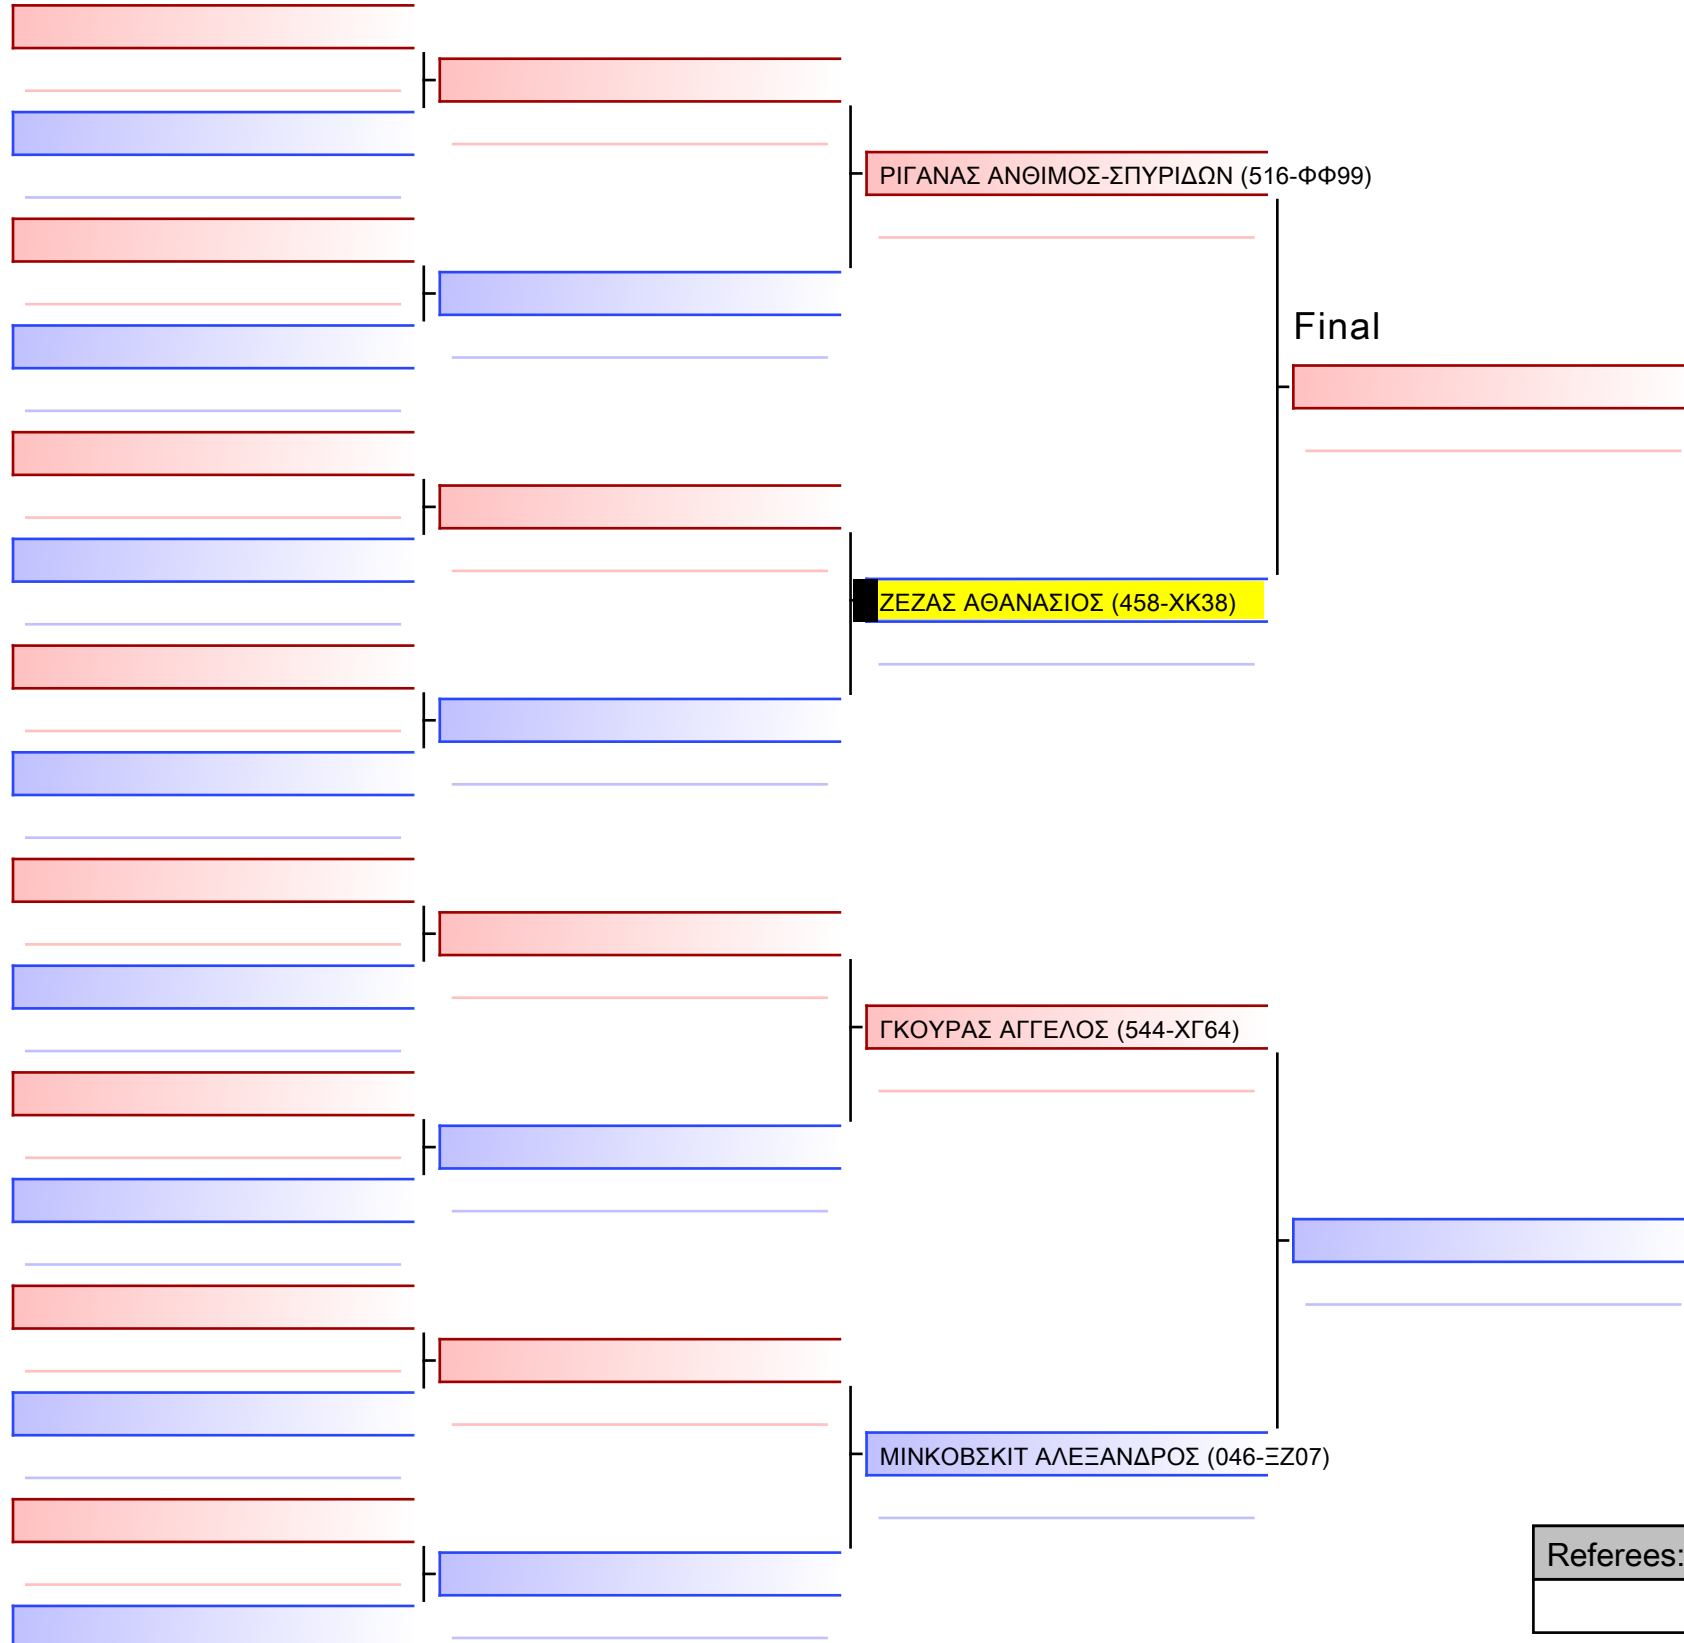 ΡΙΓΑΝΑΣ ΑΝΘΙΜΟΣ-ΣΠΥΡΙΔΩΝ (516-ΦΦ99)
Final
ΖΕΖΑΣ ΑΘΑΝΑΣΙΟΣ (458-ΧΚ38)
ΓΚΟΥΡΑΣ ΑΓΓΕΛΟΣ (544-ΧΓ64)
ΜΙΝΚΟΒΣΚΙΤ ΑΛΕΞΑΝΔΡΟΣ (046-ΞΖ07)
Referees: